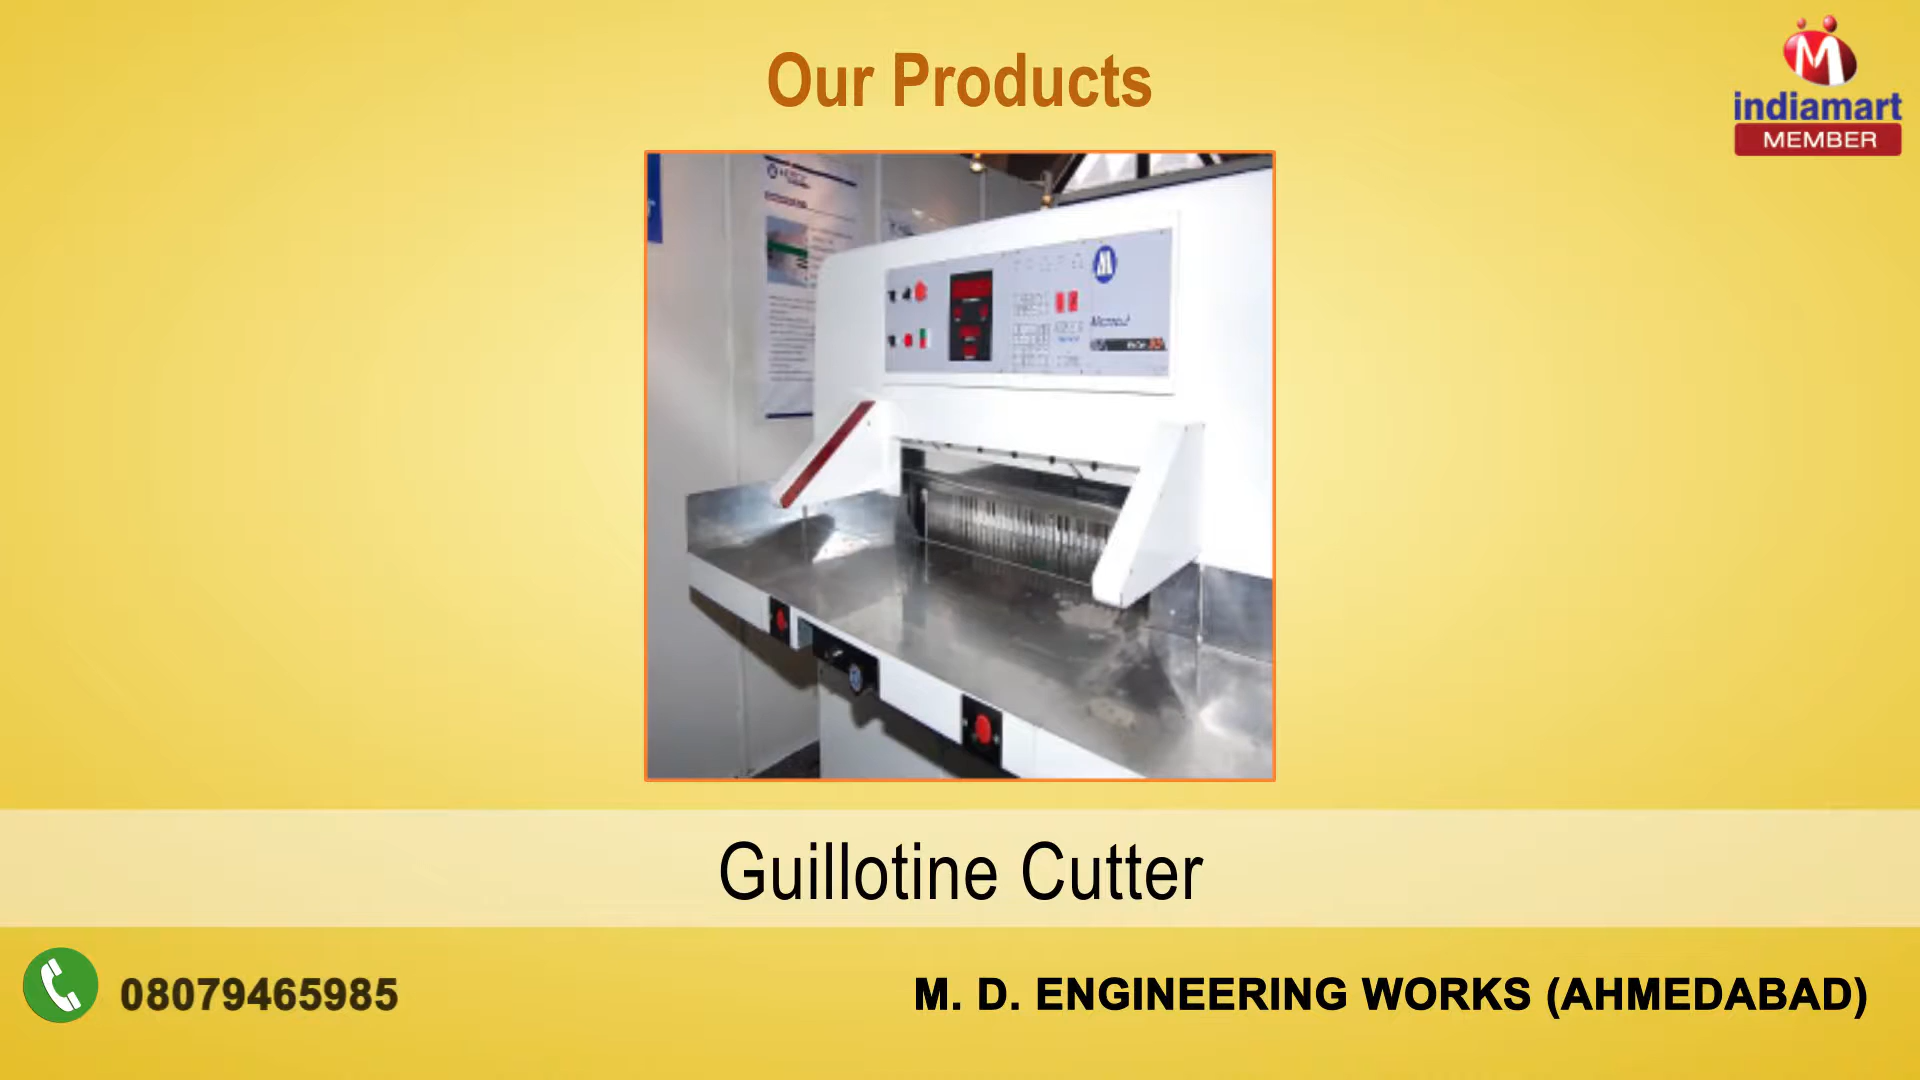 Our Products
indiamart
MEMBER
Guillotine Cutter
08079465985
M. D. ENGINEERING WORKS (AHMEDABAD)